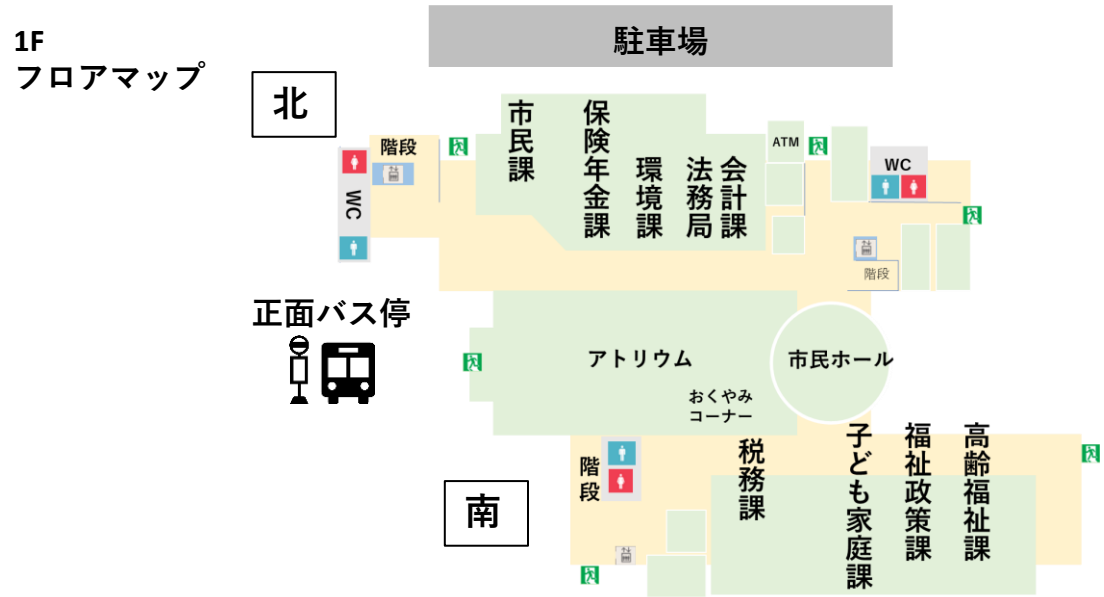 1F
フロアマップ
駐車場
北
階段
WC
市民課
保険年金課
環境課
法務局
会計課
ATM
WC
階段
正面バス停
アトリウム
市民ホール
おくやみ
コーナー
南
階段
税務課
子ども家庭課
福祉政策課
高齢福祉課